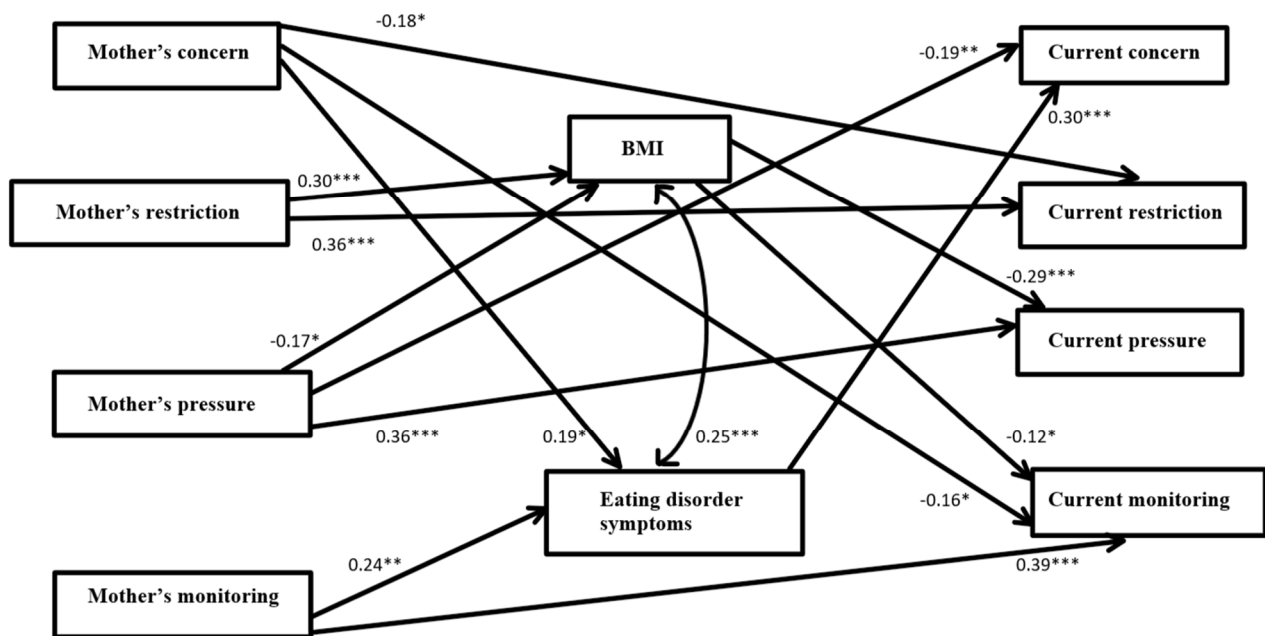 -0.18*
Mother's concern
Current concern
-0.19**
0.30***
BMI
0.30***
Mother's restriction
Current restriction
0.36***
-0.29***
-0.17*
Current pressure
Mother's pressure
0.36***
0.19*
0.25***
-0.12*
Eating disorder
symptoms
-0.16*
Current monitoring
0.24**
0.39***
Mother's monitoring